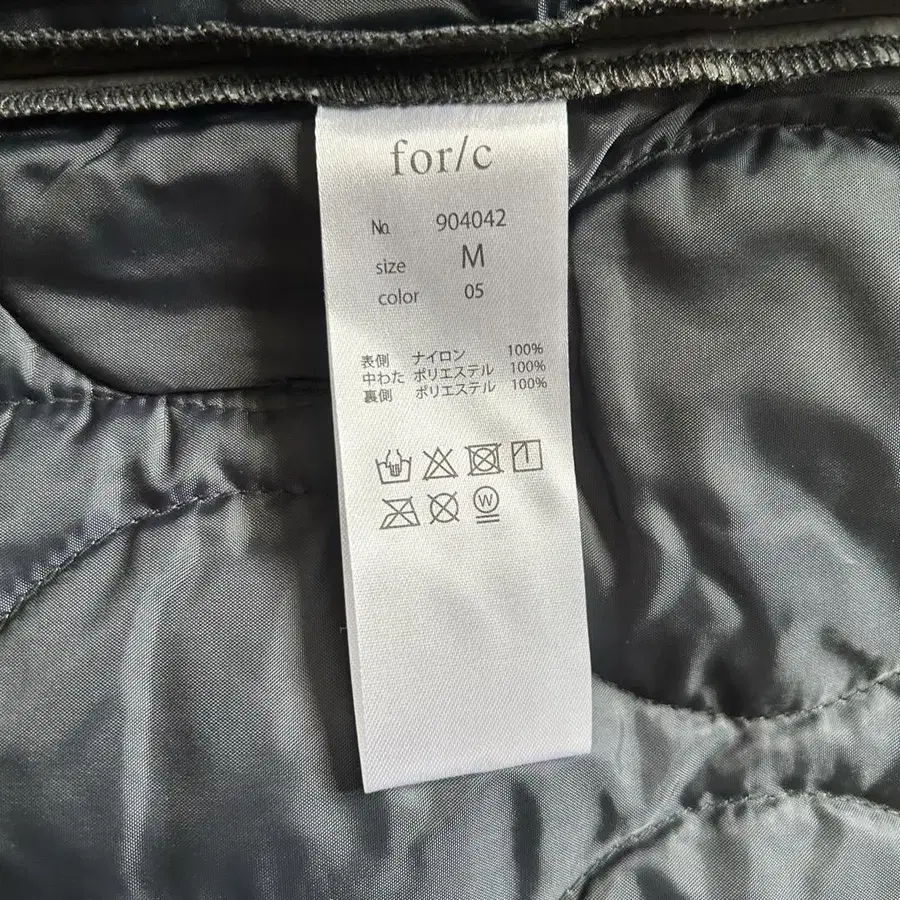 for/c
No. 904042
size M
color 05
表側 ナイロン 100%
中わた ポリエステル 100%
裏側 ポリエステル 100%
W